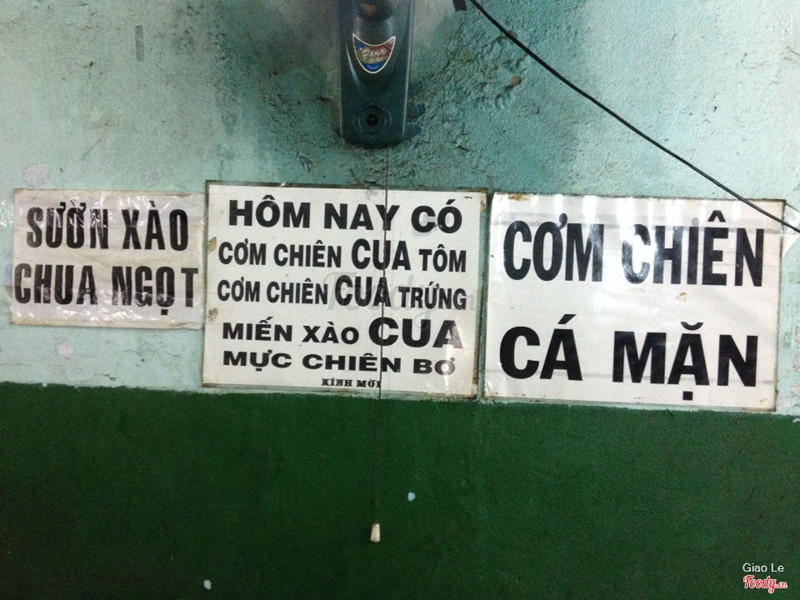 SƯỜN XÀO
CHUA NGỌT
HÔM NAY CÓ
CƠM CHIÊN CUA TÔM
CƠM CHIÊN CUA TRỨNG
MIẾN XÀO CUA
MỰC CHIÊN BƠ
KÍNH MỜI
CƠM CHIÊN
CÁ MẶN
Giao Le
Foody.vn